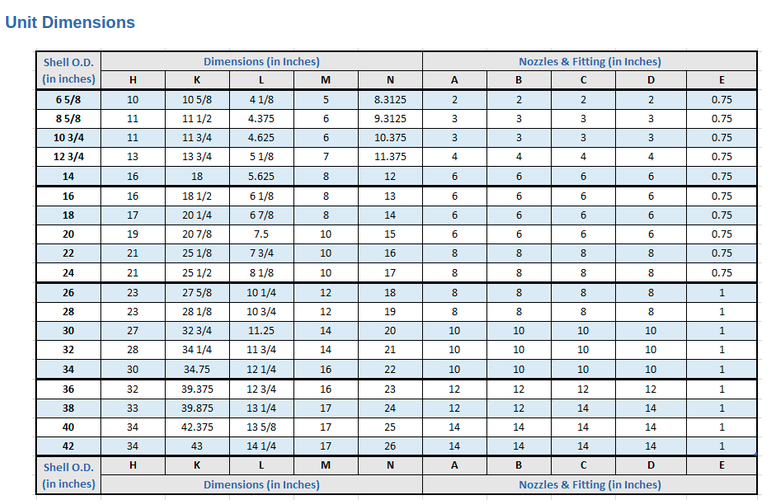 Unit Dimensions
Shell O.D. (in inches) Dimensions (in Inches) Nozzles & Fitting (in Inches)
H K L M N A B C D E
6 5/8 10 10 5/8 4 1/8 5 8.3125 2 2 2 2 0.75
8 5/8 11 11 1/2 4.375 6 9.3125 3 3 3 3 0.75
10 3/4 11 11 3/4 4.625 6 10.375 3 3 3 3 0.75
12 3/4 13 13 3/4 5 1/8 7 11.375 4 4 4 4 0.75
14 16 18 5.625 8 12 6 6 6 6 0.75
16 16 18 1/2 6 1/8 8 13 6 6 6 6 0.75
18 17 20 1/4 6 7/8 8 14 6 6 6 6 0.75
20 19 20 7/8 7.5 10 15 6 6 6 6 0.75
22 21 25 1/8 7 3/4 10 16 8 8 8 8 0.75
24 21 25 1/2 8 1/8 10 17 8 8 8 8 0.75
26 23 27 5/8 10 1/4 12 18 8 8 8 8 1
28 23 28 1/8 10 3/4 12 19 8 8 8 8 1
30 27 32 3/4 11.25 14 20 10 10 10 10 1
32 28 34 1/4 11 3/4 14 21 10 10 10 10 1
34 30 34.75 12 1/4 16 22 10 10 10 10 1
36 32 39.375 12 3/4 16 23 12 12 12 12 1
38 33 39.875 13 1/4 17 24 12 12 14 14 1
40 34 42.375 13 5/8 17 25 14 14 14 14 1
42 34 43 14 1/4 17 26 14 14 14 14 1
Shell O.D. (in inches) H K L M N A B C D E
Dimensions (in Inches) Nozzles & Fitting (in Inches)